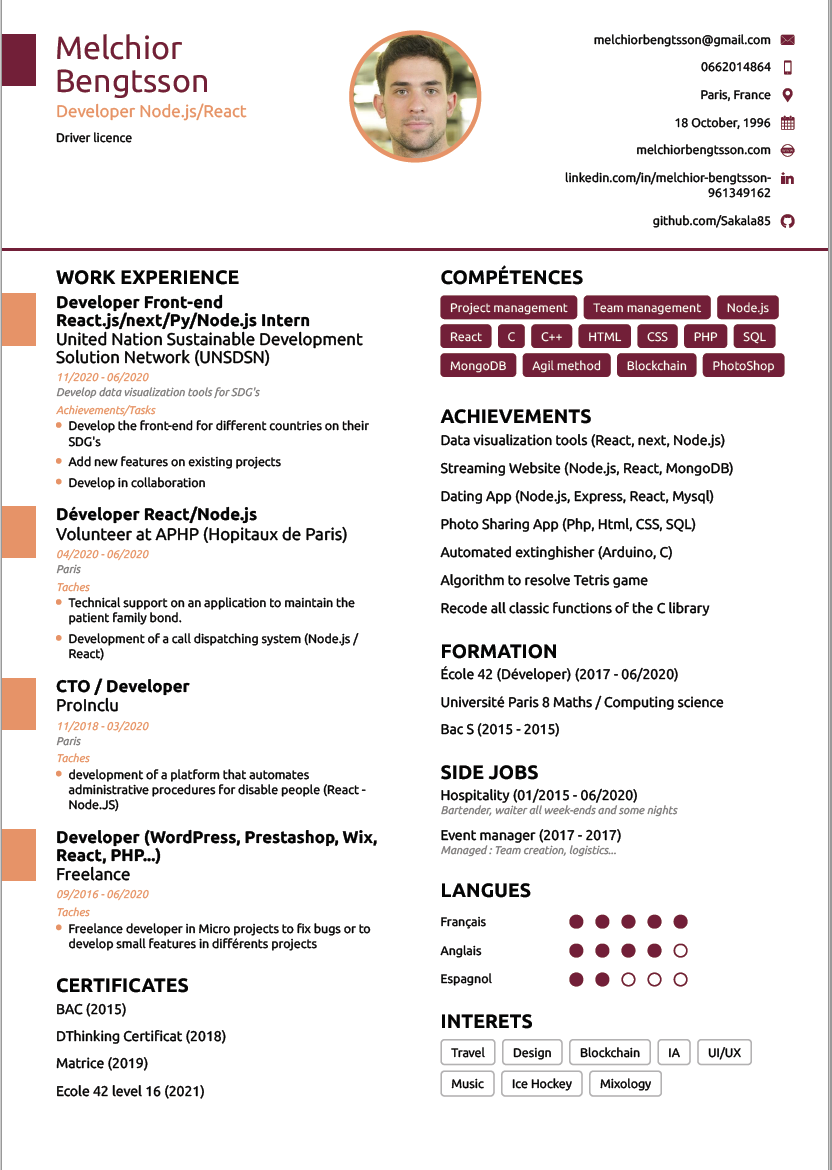 Melchior
Bengtsson
Developer Node.js/React
Driver licence
melchiorbengtsson@gmail.com
0662014864
Paris, France
18 October, 1996
melchiorbengtsson.com
linkedin.com/in/melchior-bengtsson-
961349162
github.com/Sakala85
WORK EXPERIENCE
Developer Front-end
React.js/next/Py/Node.js Intern
United Nation Sustainable Development
Solution Network (UNSDSN)
11/2020 - 06/2020
Develop data visualization tools for SDG's
Achievements/Tasks
Develop the front-end for different countries on their
SDG's
Add new features on existing projects
Develop in collaboration
Déveloper React/Node.js
Volunteer at APHP (Hopitaux de Paris)
04/2020 - 06/2020
Paris
Taches
Technical support on an application to maintain the
patient family bond.
Development of a call dispatching system (Node.js /
React)
CTO / Developer
ProInclu
11/2018 - 03/2020
Paris
Taches
development of a platform that automates
administrative procedures for disable people (React -
Node.JS)
Developer (WordPress, Prestashop, Wix,
React, PHP...)
Freelance
09/2016 - 06/2020
Taches
Freelance developer in Micro projects to fix bugs or to
develop small features in différents projects
CERTIFICATES
BAC (2015)
DThinking Certificat (2018)
Matrice (2019)
Ecole 42 level 16 (2021)
COMPÉTENCES
Project management Team management Node.js
React C C++ HTML CSS PHP SQL
MongoDB Agil method Blockchain PhotoShop
ACHIEVEMENTS
Data visualization tools (React, next, Node.js)
Streaming Website (Node.js, React, MongoDB)
Dating App (Node.js, Express, React, Mysql)
Photo Sharing App (Php, Html, CSS, SQL)
Automated extinghisher (Arduino, C)
Algorithm to resolve Tetris game
Recode all classic functions of the C library
FORMATION
École 42 (Déveloper) (2017 - 06/2020)
Université Paris 8 Maths / Computing science
Bac S (2015 - 2015)
SIDE JOBS
Hospitality (01/2015 - 06/2020)
Bartender, waiter all week-ends and some nights
Event manager (2017 - 2017)
Managed : Team creation, logistics...
LANGUES
Français
Anglais
Espagnol
INTERETS
Travel Design Blockchain IA UI/UX
Music Ice Hockey Mixology